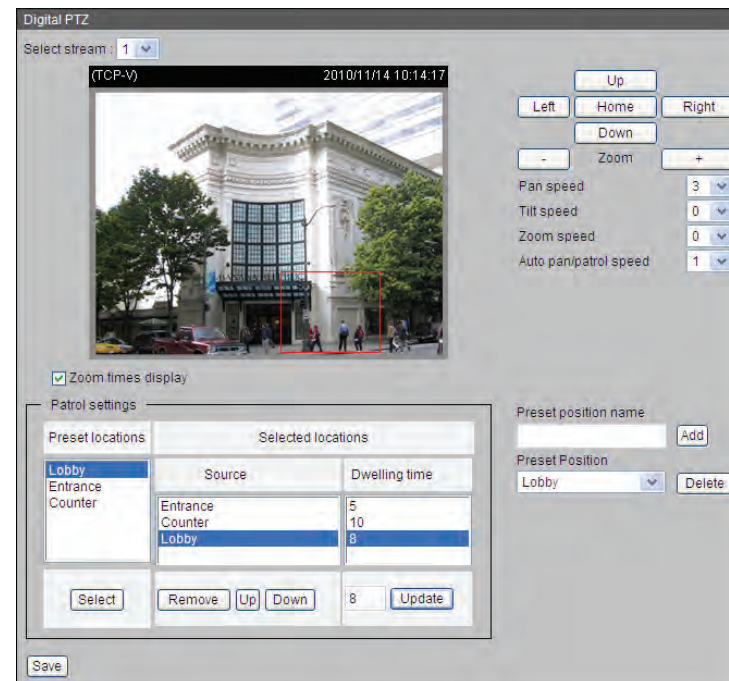 Digital PTZ
Select stream : 1
(TCP-V) 2010/11/14 10:14:17
Up
Left Home Right
Down
- Zoom +
Pan speed 3
Tilt speed 0
Zoom speed 0
Auto pan/patrol speed 1
Zoom times display
Patrol settings
Preset locations Selected locations
Source Dwelling time
Lobby
Entrance
Counter
Entrance 5
Counter 10
Lobby 8
Select Remove Up Down 8 Update
Preset position name
Add
Preset Position
Lobby Delete
Save